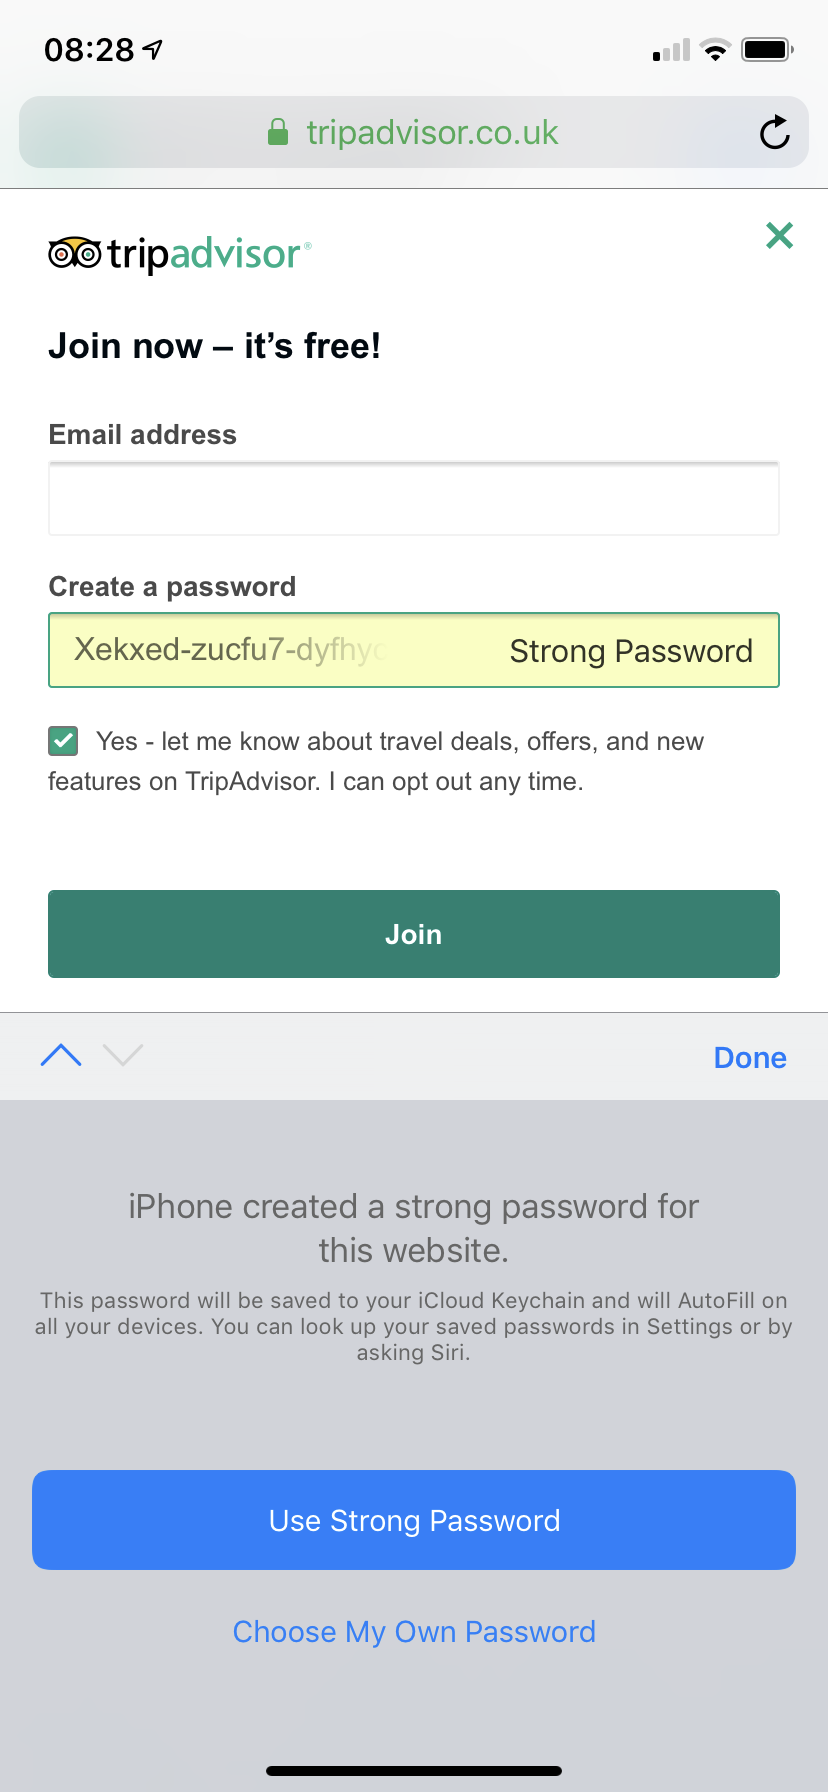 08:28
tripadvisor.co.uk
tripadvisor®
Join now – it's free!
Email address
Create a password
Xekxed-zucfu7-dyfhyc Strong Password
Yes - let me know about travel deals, offers, and new
features on TripAdvisor. I can opt out any time.
Join
Done
iPhone created a strong password for
this website.
This password will be saved to your iCloud Keychain and will AutoFill on
all your devices. You can look up your saved passwords in Settings or by
asking Siri.
Use Strong Password
Choose My Own Password